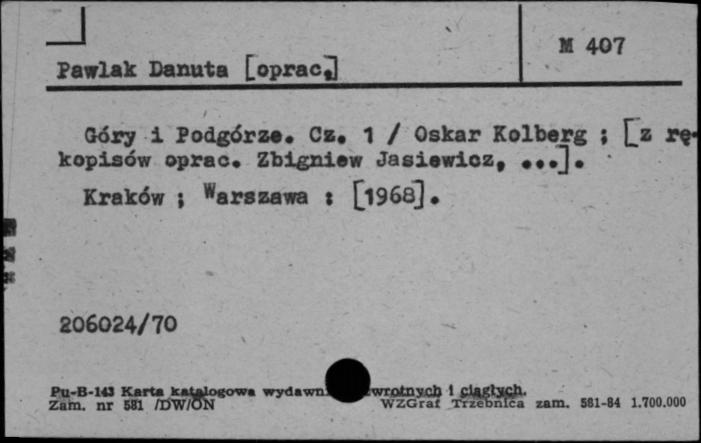 M 407
Pawlak Danuta [oprac.]
Góry i Podgórze. Cz. 1 / Oskar Kolberg ; [z rę-
kopisów oprac. Zbigniew Jasiewicz, ...].
Kraków ; Warszawa : [1968].
206024/70
Pu-B-143 Karta katalogowa wydawn zwrotnych i ciągłych.
Zam. nr 581 /DW/ÓN WZGraf Trzebnica zam. 581-84 1.700.000